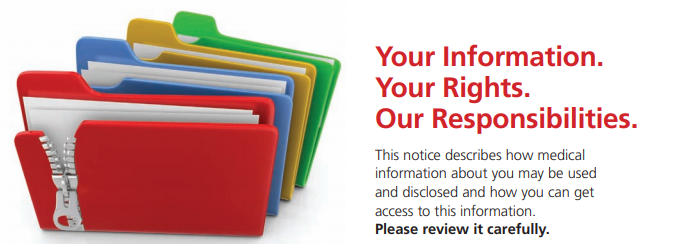 Your Information.
Your Rights.
Our Responsibilities.
This notice describes how medical
information about you may be used
and disclosed and how you can get
access to this information.
Please review it carefully.